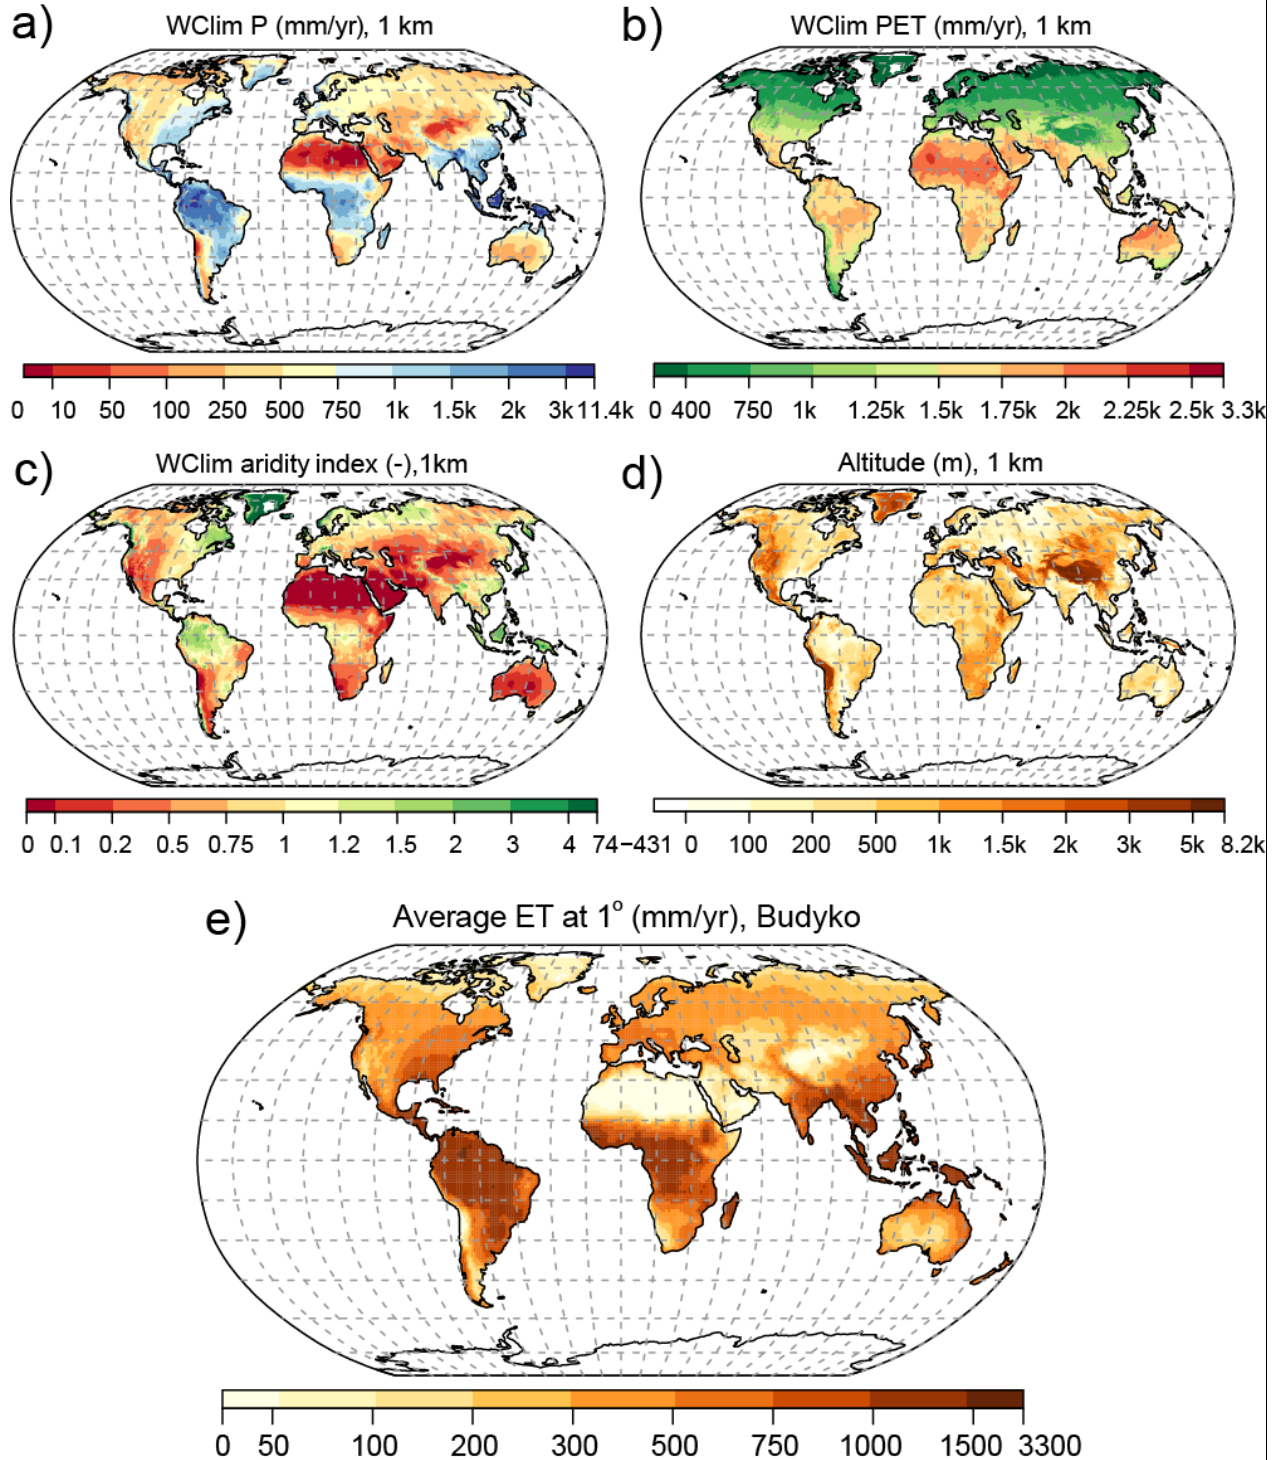 a)
WClim P (mm/yr), 1 km
0 10 50 100 250 500 750 1k 1.5k 2k 3k 11.4k
b)
WClim PET (mm/yr), 1 km
0 400 750 1k 1.25k 1.5k 1.75k 2k 2.25k 2.5k 3.3k
c)
WClim aridity index (-),1km
0 0.1 0.2 0.5 0.75 1 1.2 1.5 2 3 4 74
d)
Altitude (m), 1 km
−431 0 100 200 500 1k 1.5k 2k 3k 5k 8.2k
e)
Average ET at 1° (mm/yr), Budyko
0 50 100 200 300 500 750 1000 1500 3300